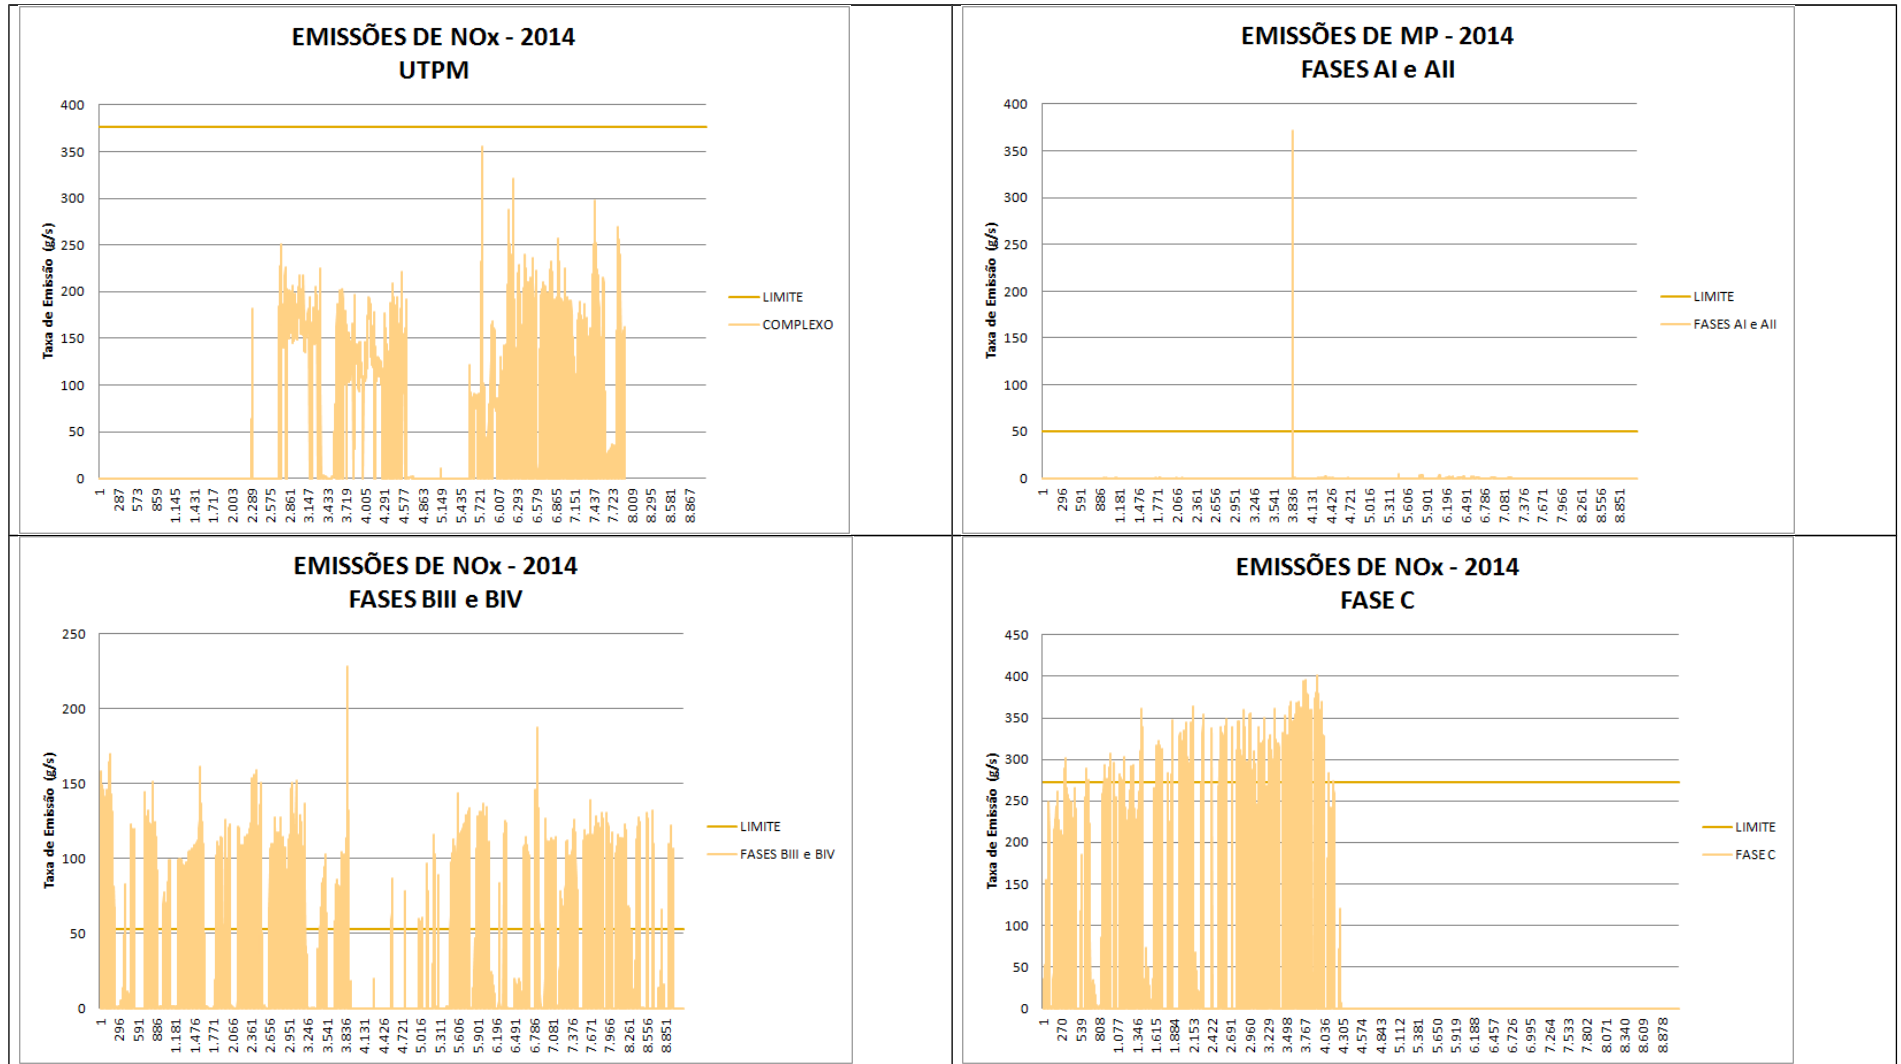 EMISSÕES DE NOx - 2014
UTPM
Taxa de Emissão (g/s)
400
350
300
250
200
150
100
50
0
1 287 573 859 1.145 1.431 1.717 2.003 2.289 2.575 2.861 3.147 3.433 3.719 4.005 4.291 4.577 4.863 5.149 5.435 5.721 6.007 6.293 6.579 6.865 7.151 7.437 7.723 8.009 8.295 8.581 8.867
LIMITE
COMPLEXO
EMISSÕES DE MP - 2014
FASES AI e AII
Taxa de Emissão (g/s)
400
350
300
250
200
150
100
50
0
1 296 591 886 1.181 1.476 1.771 2.066 2.361 2.656 2.951 3.246 3.541 3.836 4.131 4.426 4.721 5.016 5.311 5.606 5.901 6.196 6.491 6.786 7.081 7.376 7.671 7.966 8.261 8.556 8.851
LIMITE
FASES AI e AII
EMISSÕES DE NOx - 2014
FASES BIII e BIV
Taxa de Emissão (g/s)
250
200
150
100
50
0
1 296 591 886 1.181 1.476 1.771 2.066 2.361 2.656 2.951 3.246 3.541 3.836 4.131 4.426 4.721 5.016 5.311 5.606 5.901 6.196 6.491 6.786 7.081 7.376 7.671 7.966 8.261 8.556 8.851
LIMITE
FASES BIII e BIV
EMISSÕES DE NOx - 2014
FASE C
Taxa de Emissão (g/s)
450
400
350
300
250
200
150
100
50
0
1 270 539 808 1.077 1.346 1.615 1.884 2.153 2.422 2.691 2.960 3.229 3.498 3.767 4.036 4.305 4.574 4.843 5.112 5.381 5.650 5.919 6.188 6.457 6.726 6.995 7.264 7.533 7.802 8.071 8.340 8.609 8.878
LIMITE
FASE C